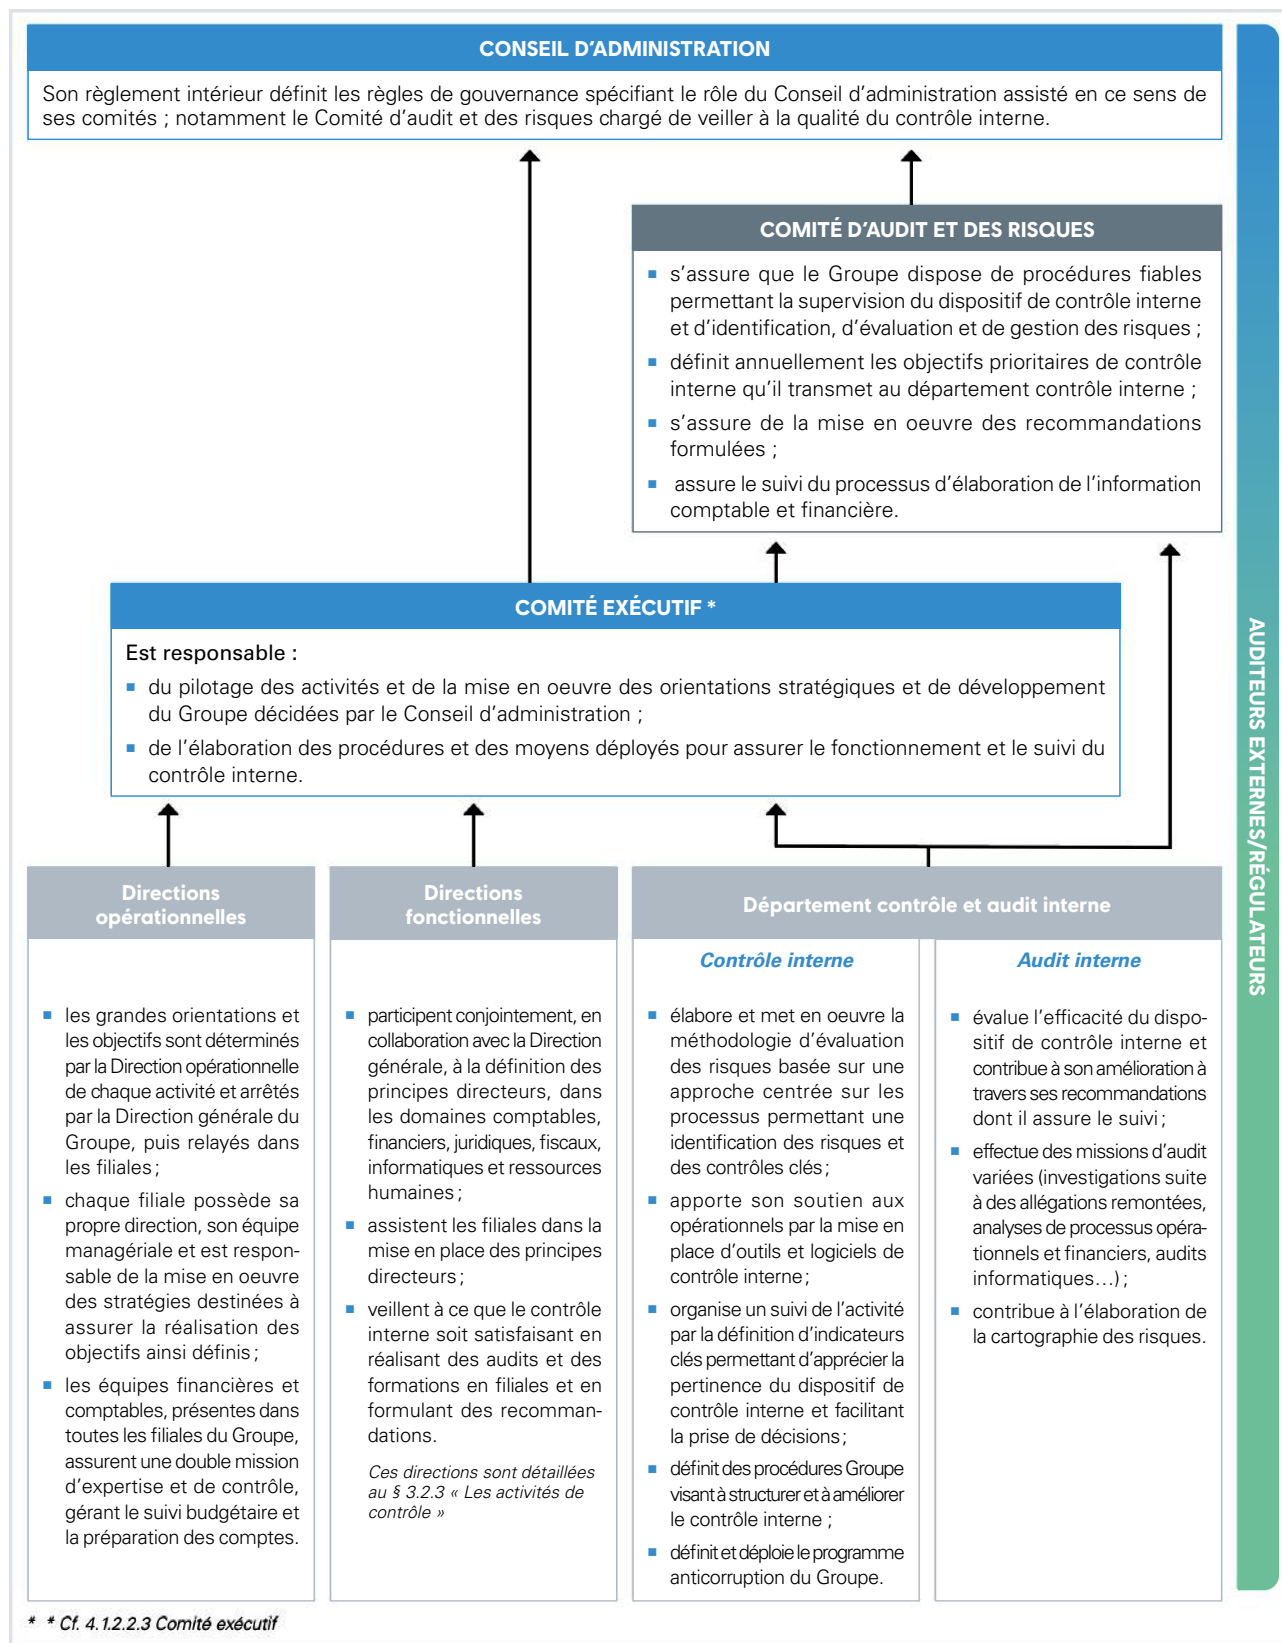 CONSEIL D'ADMINISTRATION
Son règlement intérieur définit les règles de gouvernance spécifiant le rôle du Conseil d'administration assisté en ce sens de
ses comités ; notamment le Comité d'audit et des risques chargé de veiller à la qualité du contrôle interne.
COMITÉ D'AUDIT ET DES RISQUES
■ s'assure que le Groupe dispose de procédures fiables
permettant la supervision du dispositif de contrôle interne
et d'identification, d'évaluation et de gestion des risques ;
■ définit annuellement les objectifs prioritaires de contrôle
interne qu'il transmet au département contrôle interne ;
■ s'assure de la mise en oeuvre des recommandations
formulées ;
■ assure le suivi du processus d'élaboration de l'information
comptable et financière.
COMITÉ EXÉCUTIF *
Est responsable :
■ du pilotage des activités et de la mise en oeuvre des orientations stratégiques et de développement
du Groupe décidées par le Conseil d'administration ;
■ de l'élaboration des procédures et des moyens déployés pour assurer le fonctionnement et le suivi du
contrôle interne.
Directions
opérationnelles
■ les grandes orientations et
les objectifs sont déterminés
par la Direction opérationnelle
de chaque activité et arrêtés
par la Direction générale du
Groupe, puis relayés dans
les filiales ;
■ chaque filiale possède sa
propre direction, son équipe
managériale et est respon-
sable de la mise en oeuvre
des stratégies destinées à
assurer la réalisation des
objectifs ainsi définis ;
■ les équipes financières et
comptables, présentes dans
toutes les filiales du Groupe,
assurent une double mission
d'expertise et de contrôle,
gérant le suivi budgétaire et
la préparation des comptes.
Directions
fonctionnelles
■ participent conjointement, en
collaboration avec la Direction
générale, à la définition des
principes directeurs, dans
les domaines comptables,
financiers, juridiques, fiscaux,
informatiques et ressources
humaines ;
■ assistent les filiales dans la
mise en place des principes
directeurs ;
■ veillent à ce que le contrôle
interne soit satisfaisant en
réalisant des audits et des
formations en filiales et en
formulant des recomman-
dations.
Ces directions sont détaillées
au § 3.2.3 « Les activités de
contrôle »
Département contrôle et audit interne
Contrôle interne
■ élabore et met en oeuvre la
méthodologie d'évaluation
des risques basée sur une
approche centrée sur les
processus permettant une
identification des risques et
des contrôles clés ;
■ apporte son soutien aux
opérationnels par la mise en
place d'outils et logiciels de
contrôle interne ;
■ organise un suivi de l'activité
par la définition d'indicateurs
clés permettant d'apprécier la
pertinence du dispositif de
contrôle interne et facilitant
la prise de décisions ;
■ définit des procédures Groupe
visant à structurer et à améliorer
le contrôle interne ;
■ définit et déploie le programme
anticorruption du Groupe.
Audit interne
■ évalue l'efficacité du dispo-
sitif de contrôle interne et
contribue à son amélioration à
travers ses recommandations
dont il assure le suivi ;
■ effectue des missions d'audit
variées (investigations suite
à des allégations remontées,
analyses de processus opéra-
tionnels et financiers, audits
informatiques…) ;
■ contribue à l'élaboration de
la cartographie des risques.
AUDITEURS EXTERNES/RÉGULATEURS
* * Cf. 4.1.2.2.3 Comité exécutif